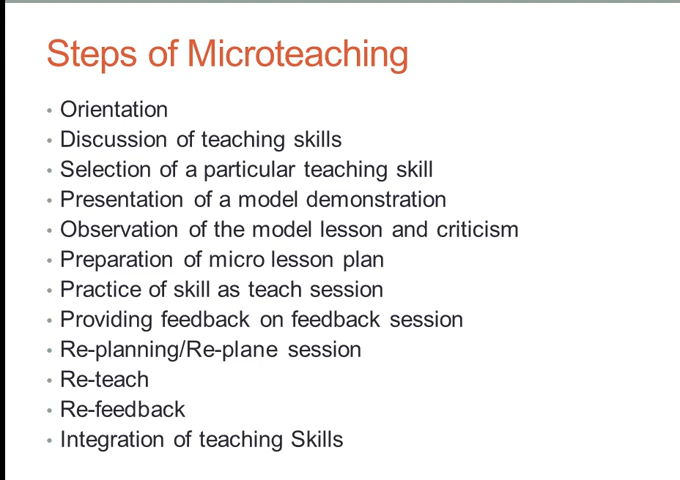 Steps of Microteaching
• Orientation
• Discussion of teaching skills
• Selection of a particular teaching skill
• Presentation of a model demonstration
• Observation of the model lesson and criticism
• Preparation of micro lesson plan
• Practice of skill as teach session
• Providing feedback on feedback session
• Re-planning/Re-plane session
• Re-teach
• Re-feedback
• Integration of teaching Skills